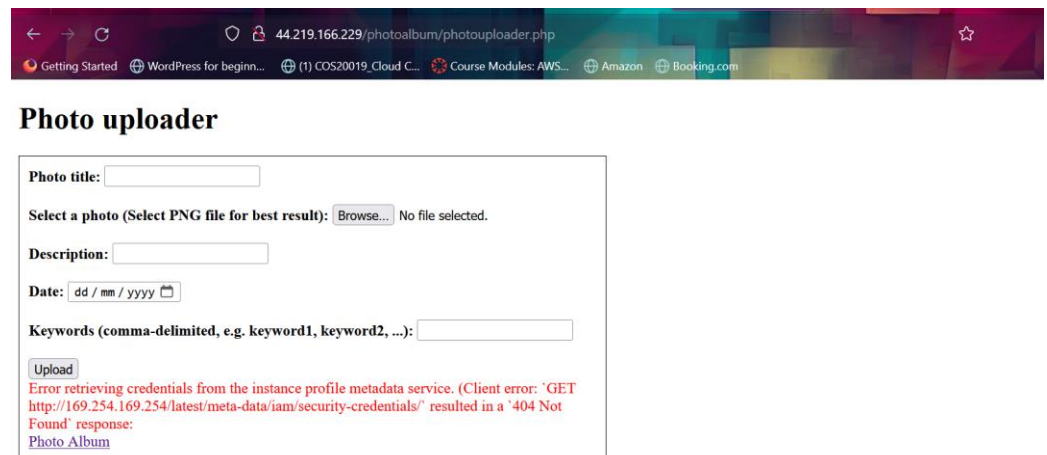 44.219.166.229/photoalbum/photouploader.php
Getting Started WordPress for beginn... (1) COS20019_Cloud C... Course Modules: AWS... Amazon Booking.com
Photo uploader
Photo title:
Select a photo (Select PNG file for best result): Browse... No file selected.
Description:
Date: dd / mm / yyyy
Keywords (comma-delimited, e.g. keyword1, keyword2, ...):
Upload
Error retrieving credentials from the instance profile metadata service. (Client error: `GET
http://169.254.169.254/latest/meta-data/iam/security-credentials/` resulted in a `404 Not
Found` response:
Photo Album